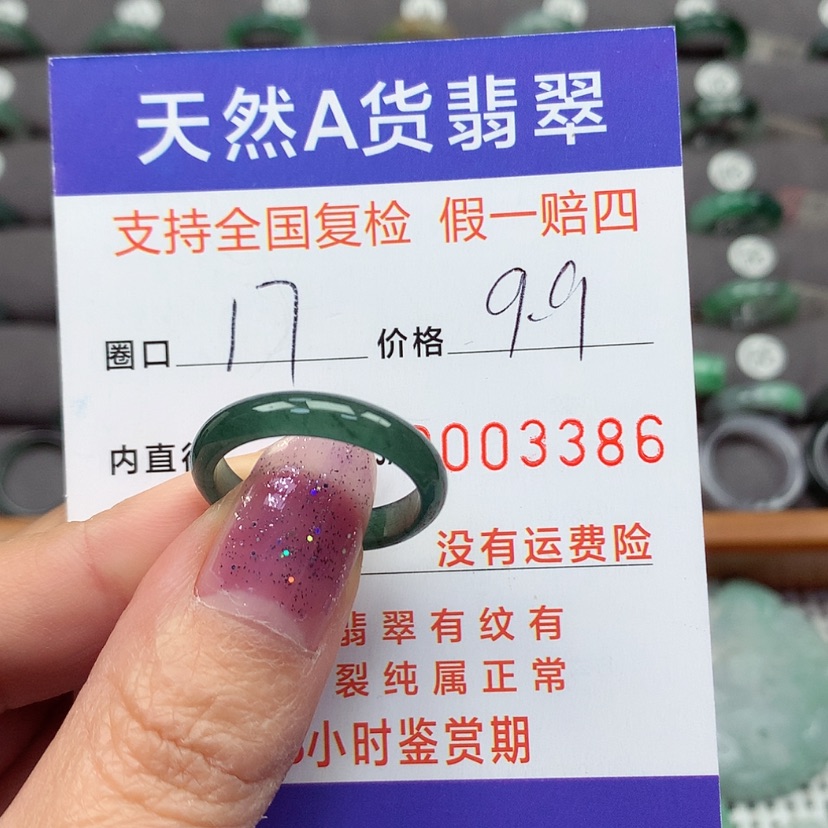 天然A货翡翠
支持全国复检 假一赔四
圈口 17 价格 9.9
内直 003386
没有运费险
翡翠有纹有
裂纯属正常
小时鉴赏期